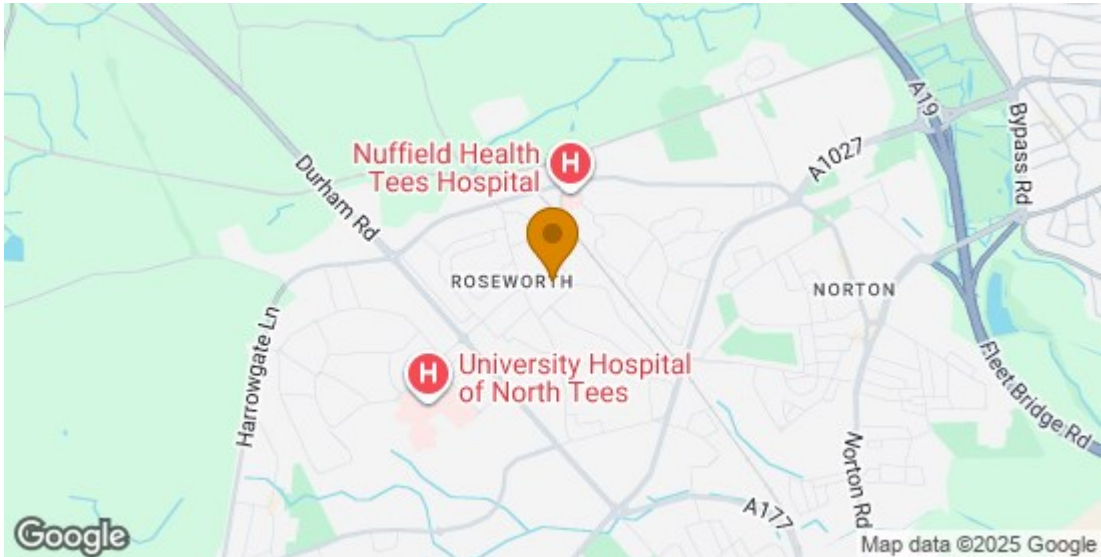 A19
Bypass Rd
A1027
Nuffield Health
Tees Hospital
H
Durham Rd
ROSEWORTH
NORTON
Harrowgate Ln
H
University Hospital
of North Tees
Fleet Bridge Rd
Norton Rd
A177
Google
Map data ©2025 Google